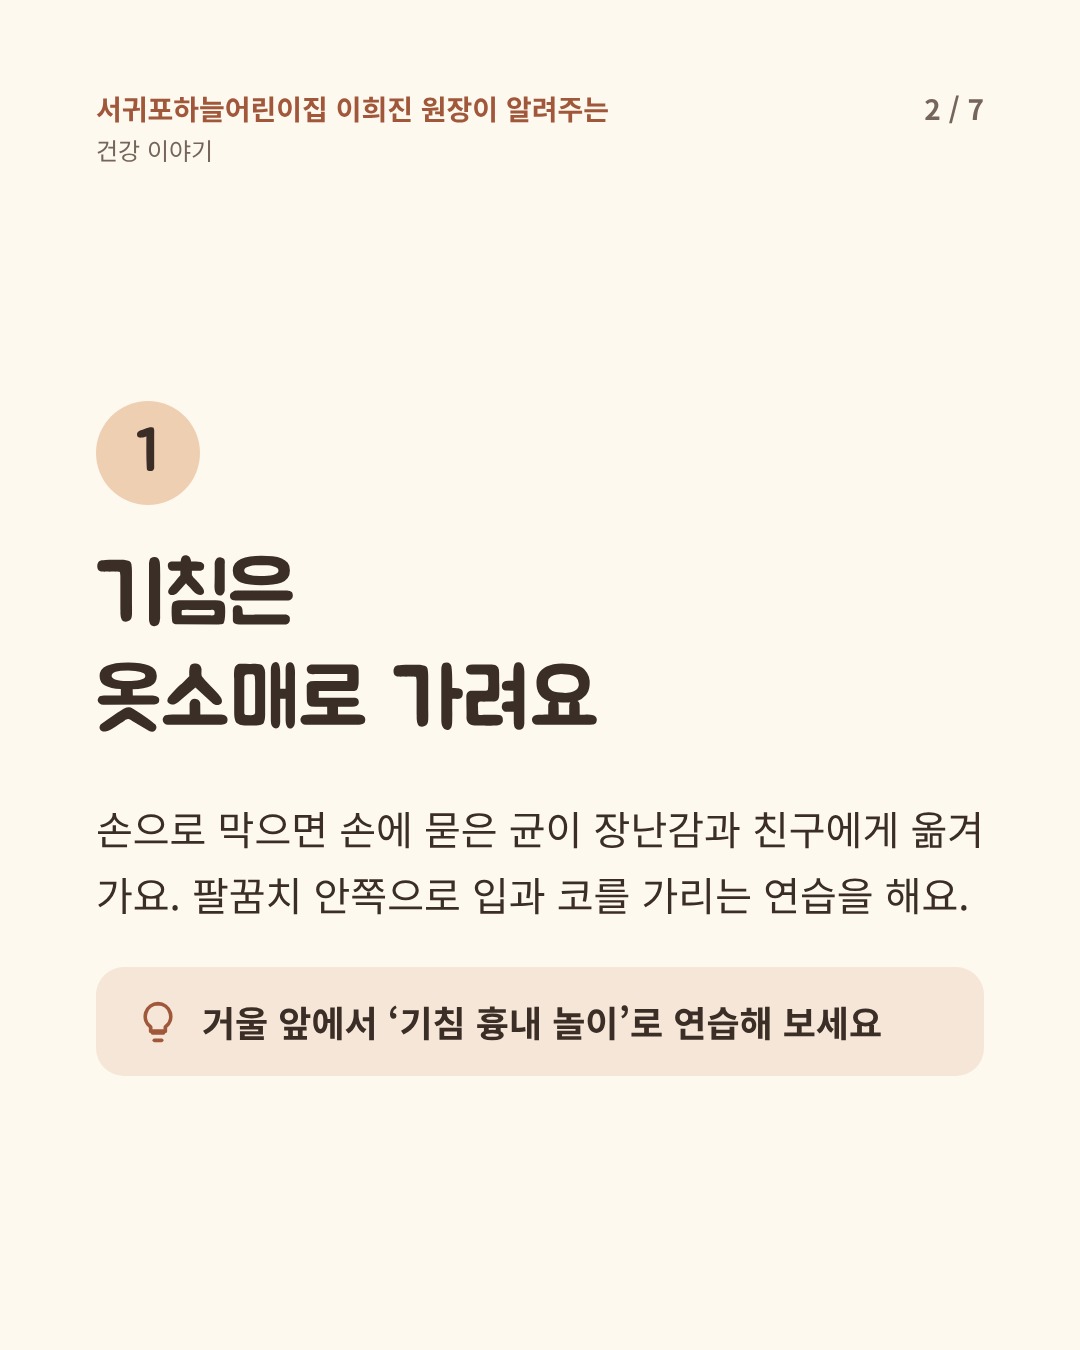 서귀포하늘어린이집 이희진 원장이 알려주는
2 / 7
건강 이야기
1
기침은
옷소매로 가려요
손으로 막으면 손에 묻은 균이 장난감과 친구에게 옮겨
가요. 팔꿈치 안쪽으로 입과 코를 가리는 연습을 해요.
거울 앞에서 ‘기침 흉내 놀이’로 연습해 보세요